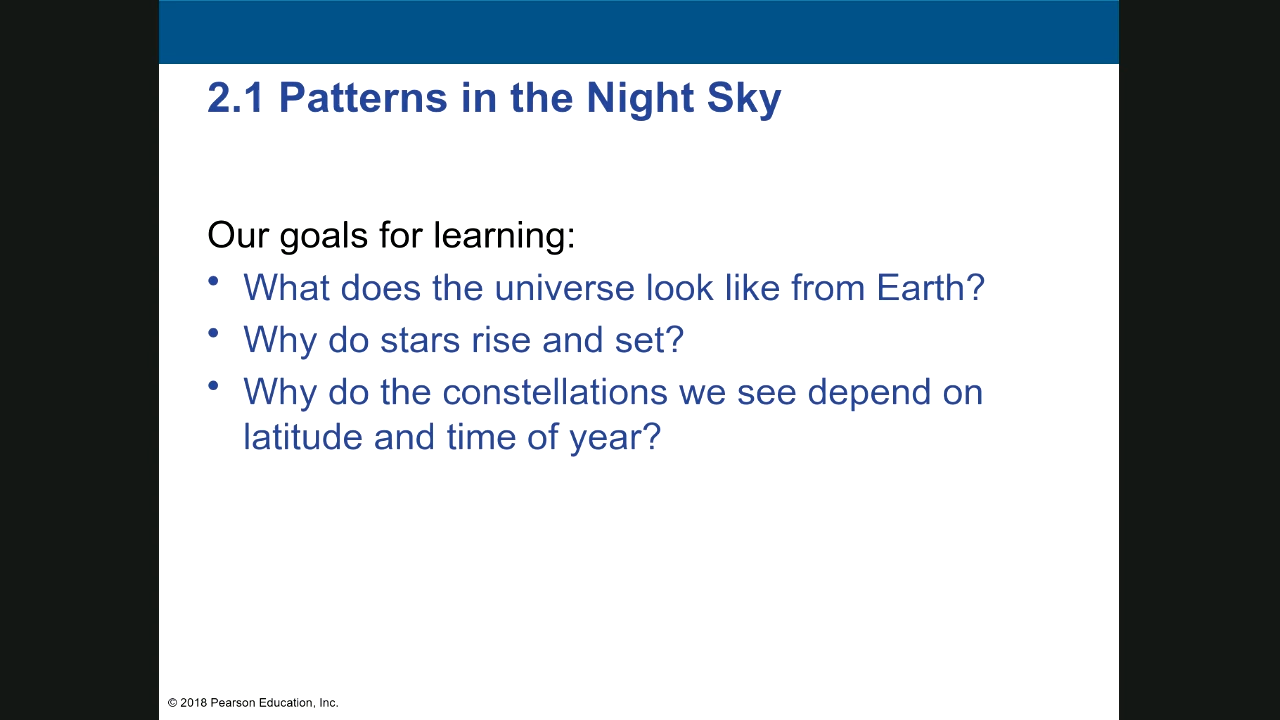 2.1 Patterns in the Night Sky
Our goals for learning:
• What does the universe look like from Earth?
• Why do stars rise and set?
• Why do the constellations we see depend on
latitude and time of year?
© 2018 Pearson Education, Inc.